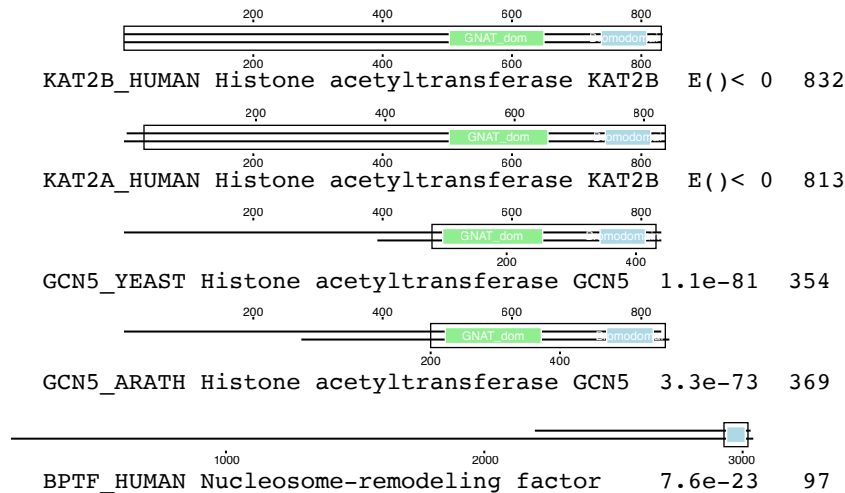 200 400 600 800
GNAT_dom
200 400 600 800
KAT2B_HUMAN Histone acetyltransferase KAT2B E()< 0 832
200 400 600 800
GNAT_dom
200 400 600 800
KAT2A_HUMAN Histone acetyltransferase KAT2B E()< 0 813
200 400 600 800
GNAT_dom
200 400
GCN5_YEAST Histone acetyltransferase GCN5 1.1e-81 354
200 400 600 800
GNAT_dom
200 400
GCN5_ARATH Histone acetyltransferase GCN5 3.3e-73 369
1000 2000 3000
BPTF_HUMAN Nucleosome-remodeling factor 7.6e-23 97